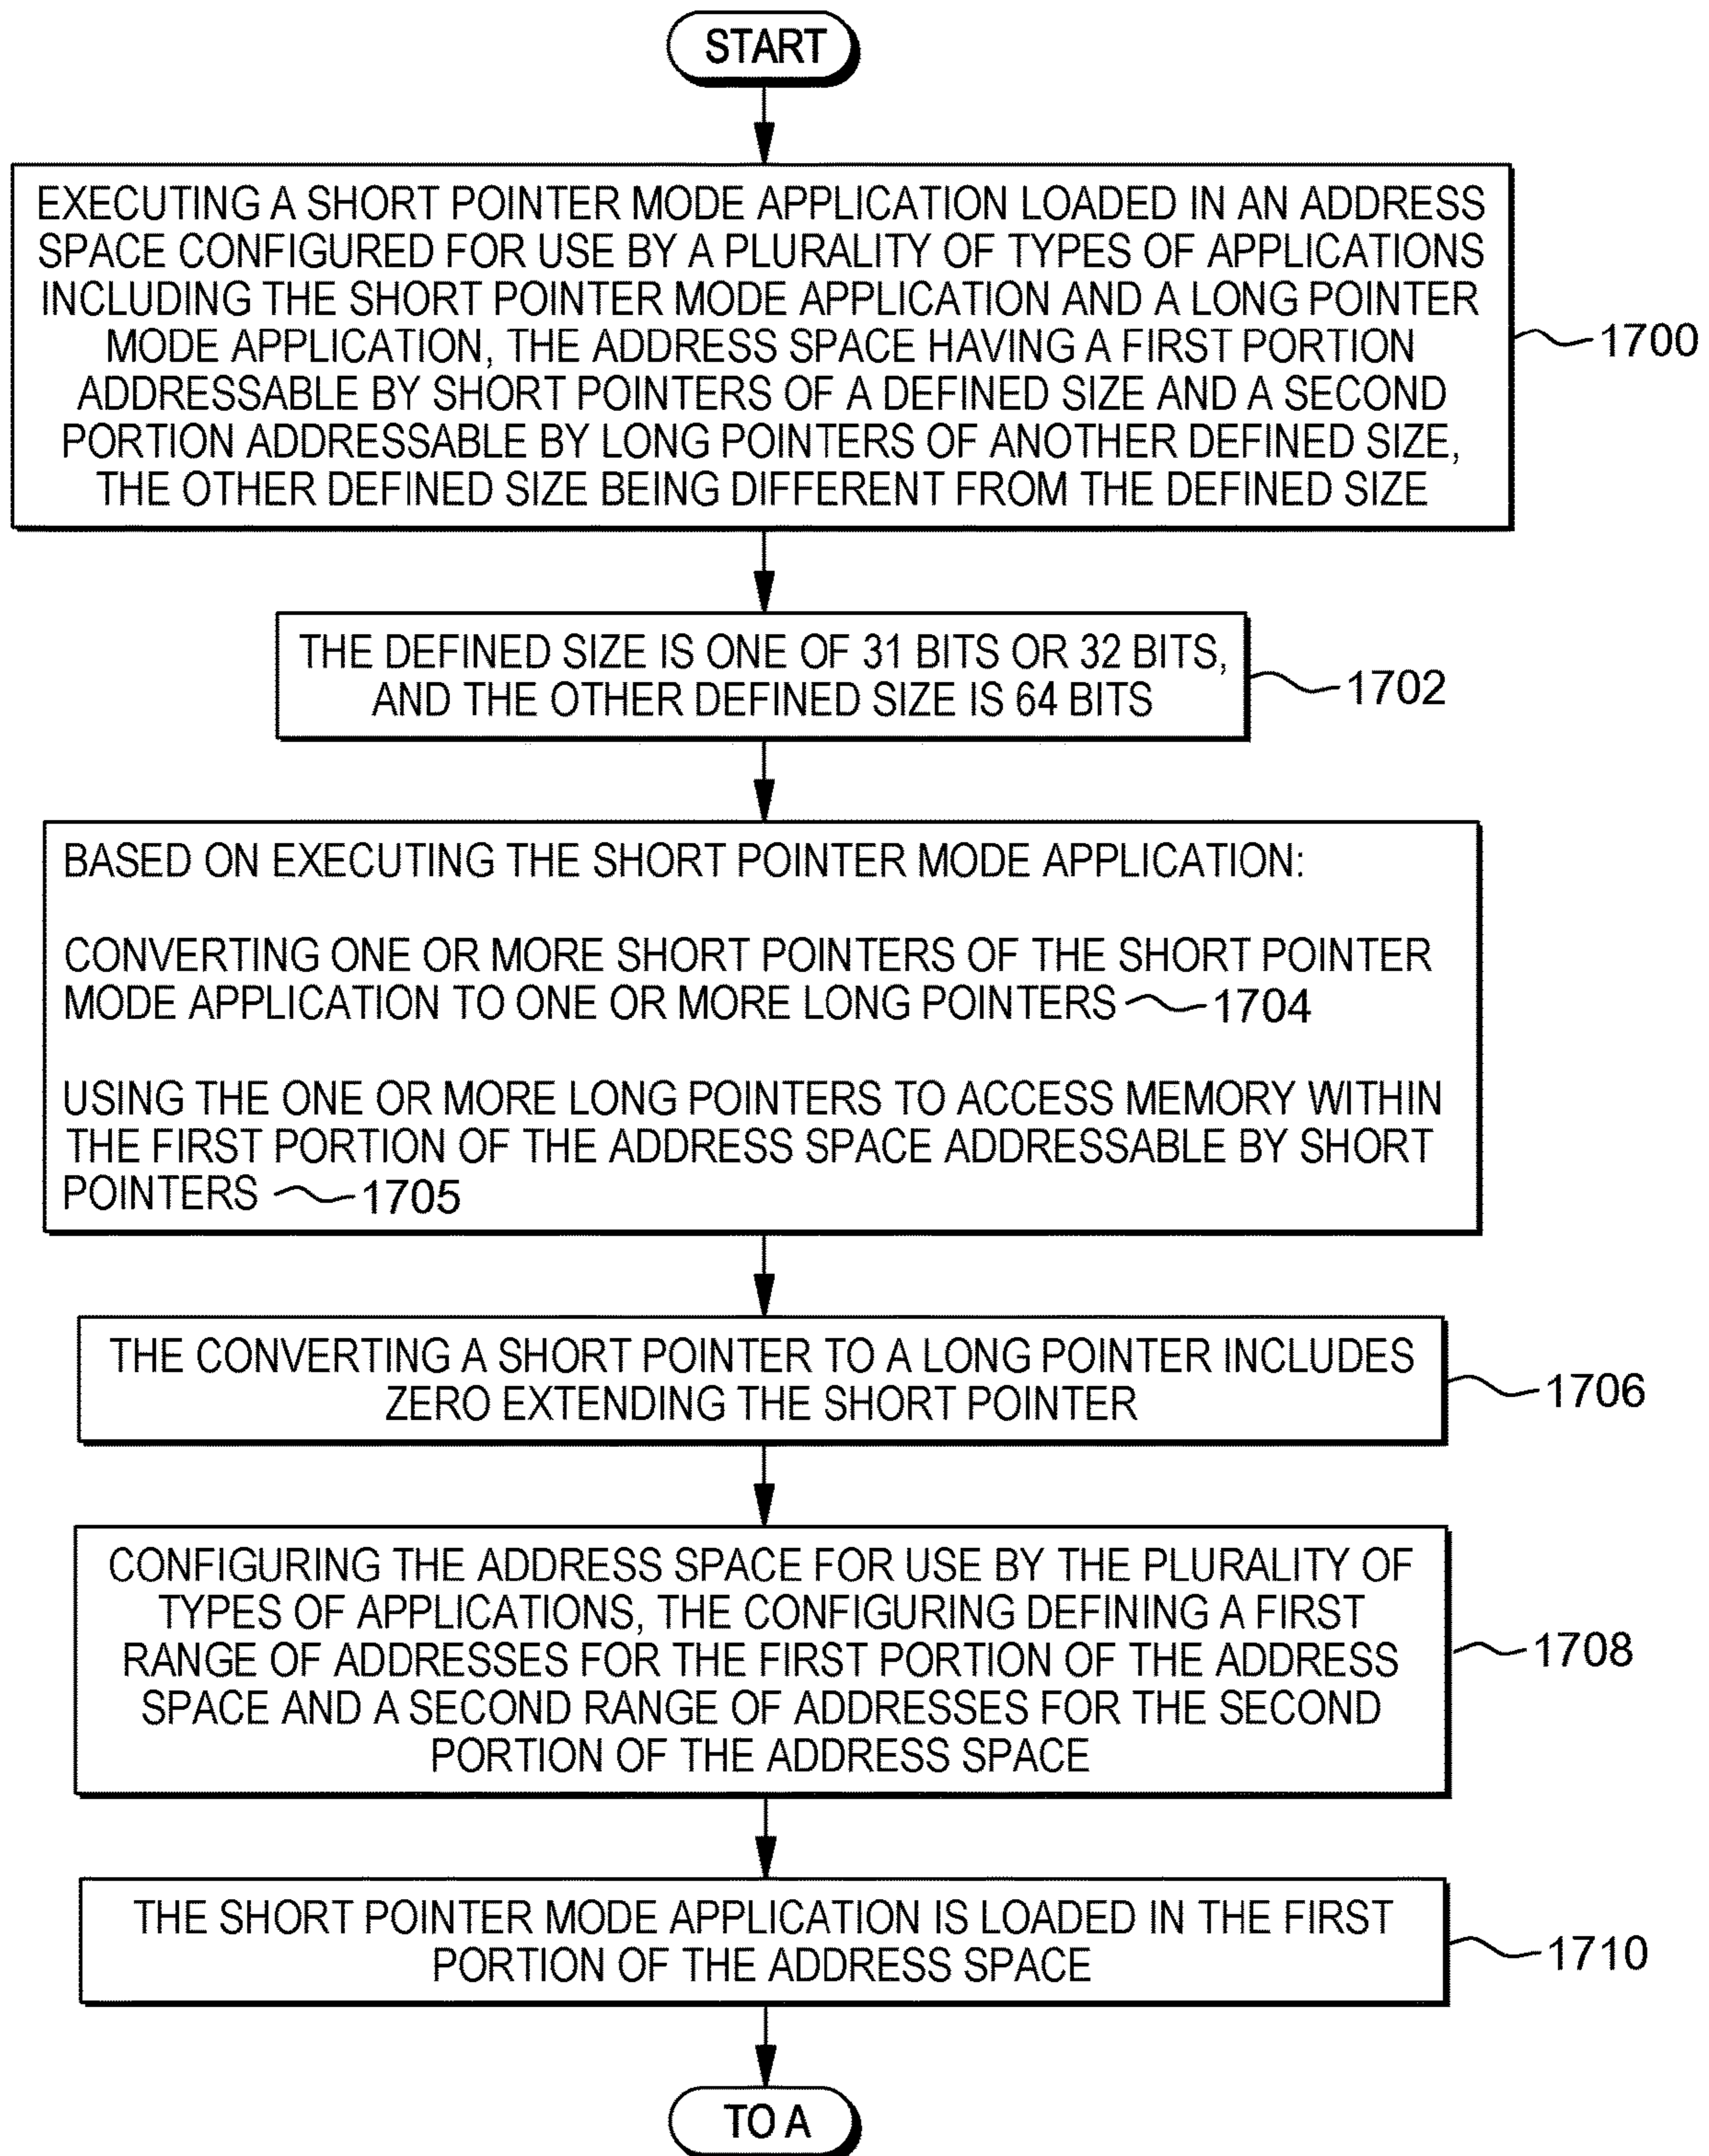 START
EXECUTING A SHORT POINTER MODE APPLICATION LOADED IN AN ADDRESS
SPACE CONFIGURED FOR USE BY A PLURALITY OF TYPES OF APPLICATIONS
INCLUDING THE SHORT POINTER MODE APPLICATION AND A LONG POINTER
MODE APPLICATION, THE ADDRESS SPACE HAVING A FIRST PORTION
ADDRESSABLE BY SHORT POINTERS OF A DEFINED SIZE AND A SECOND
PORTION ADDRESSABLE BY LONG POINTERS OF ANOTHER DEFINED SIZE,
THE OTHER DEFINED SIZE BEING DIFFERENT FROM THE DEFINED SIZE
1700
THE DEFINED SIZE IS ONE OF 31 BITS OR 32 BITS,
AND THE OTHER DEFINED SIZE IS 64 BITS
1702
BASED ON EXECUTING THE SHORT POINTER MODE APPLICATION:
CONVERTING ONE OR MORE SHORT POINTERS OF THE SHORT POINTER
MODE APPLICATION TO ONE OR MORE LONG POINTERS 1704
USING THE ONE OR MORE LONG POINTERS TO ACCESS MEMORY WITHIN
THE FIRST PORTION OF THE ADDRESS SPACE ADDRESSABLE BY SHORT
POINTERS 1705
THE CONVERTING A SHORT POINTER TO A LONG POINTER INCLUDES
ZERO EXTENDING THE SHORT POINTER
1706
CONFIGURING THE ADDRESS SPACE FOR USE BY THE PLURALITY OF
TYPES OF APPLICATIONS, THE CONFIGURING DEFINING A FIRST
RANGE OF ADDRESSES FOR THE FIRST PORTION OF THE ADDRESS
SPACE AND A SECOND RANGE OF ADDRESSES FOR THE SECOND
PORTION OF THE ADDRESS SPACE
1708
THE SHORT POINTER MODE APPLICATION IS LOADED IN THE FIRST
PORTION OF THE ADDRESS SPACE
1710
TO A